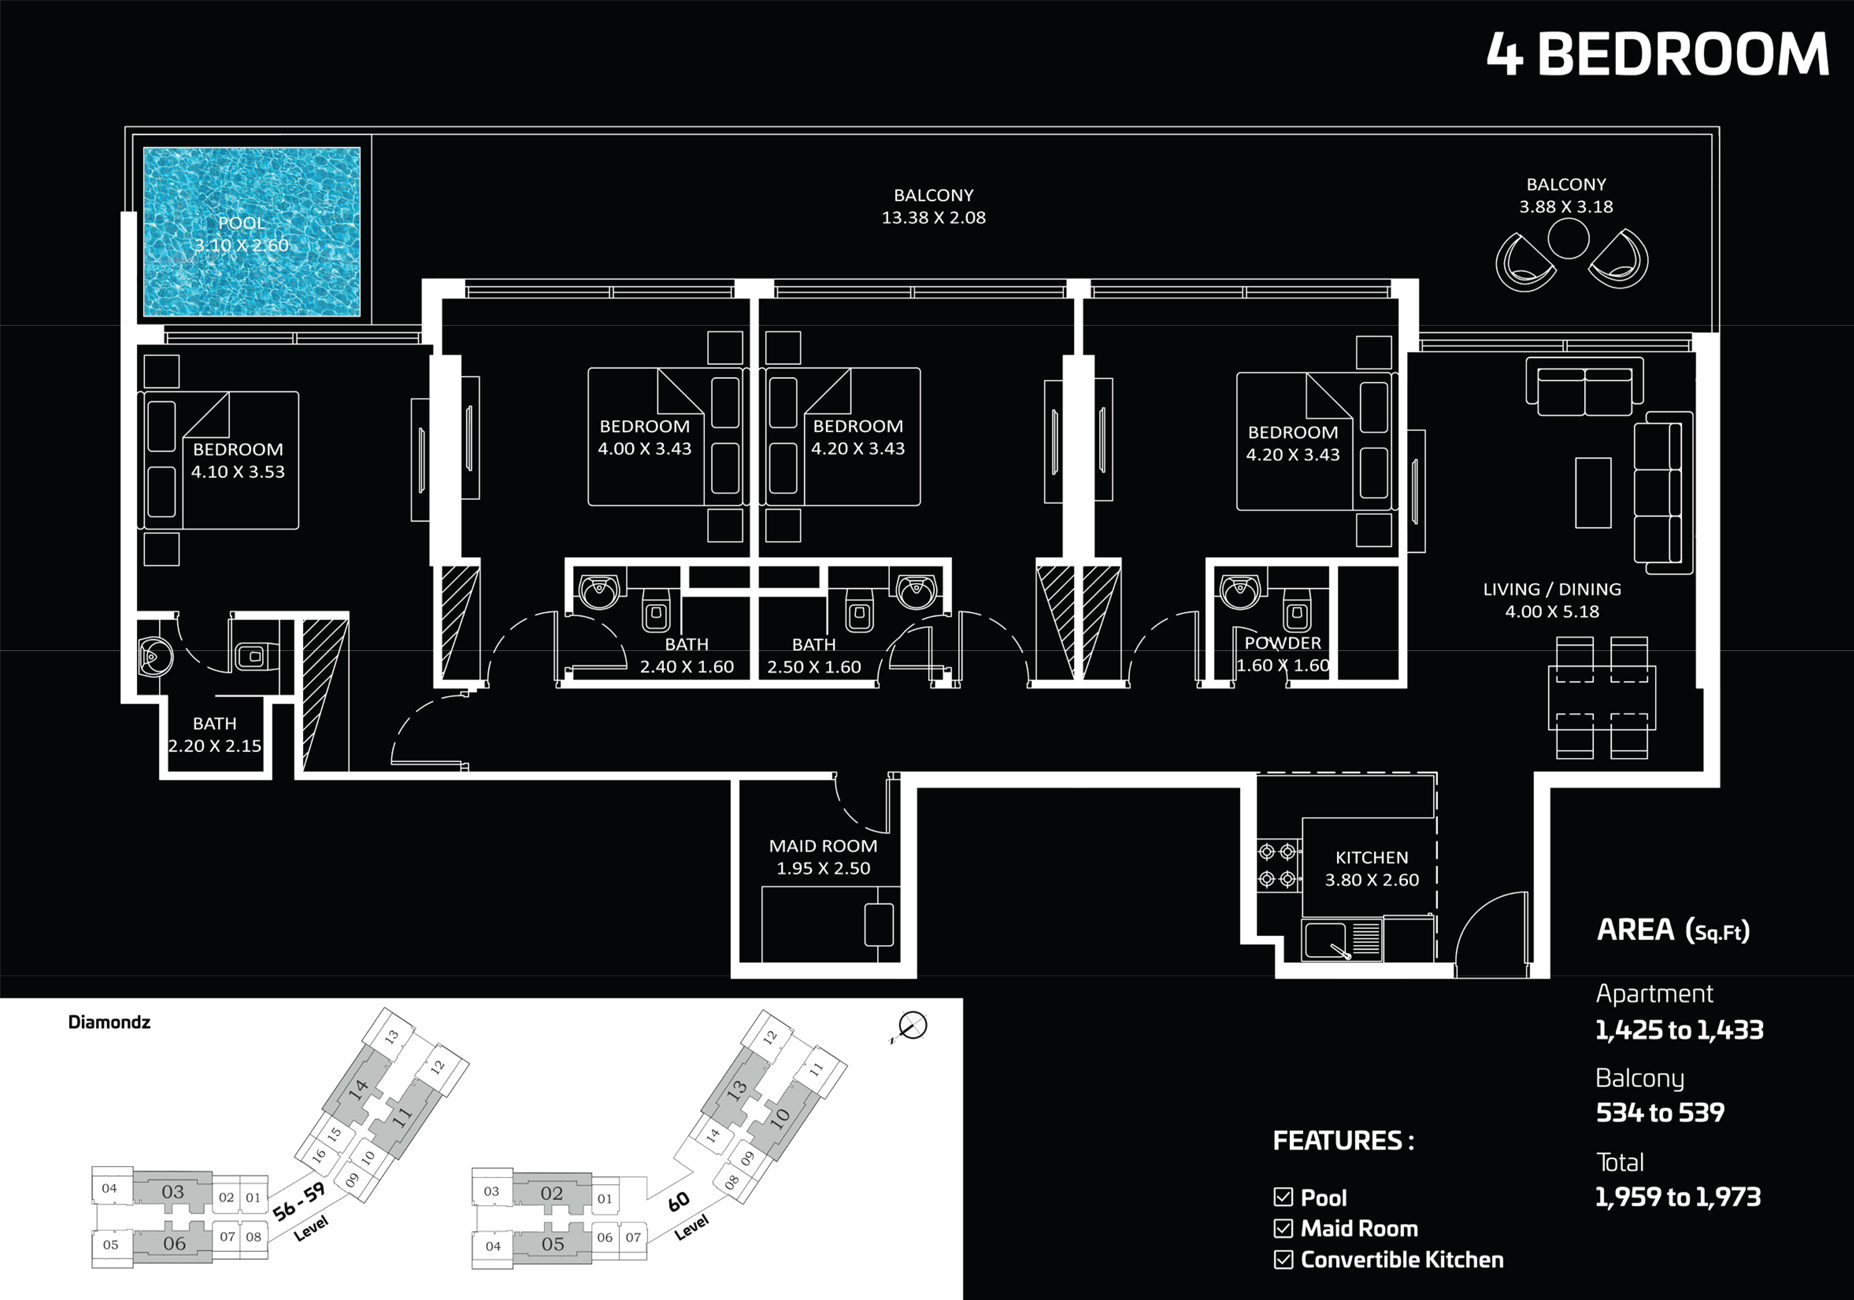 4 BEDROOM
BALCONY
13.38 X 2.08
BALCONY
3.88 X 3.18
POOL
3.10 X 2.60
BEDROOM
4.10 X 3.53
BEDROOM
4.00 X 3.43
BEDROOM
4.20 X 3.43
BEDROOM
4.20 X 3.43
LIVING / DINING
4.00 X 5.18
BATH
2.40 X 1.60
BATH
2.50 X 1.60
POWDER
1.60 X 1.60
BATH
2.20 X 2.15
MAID ROOM
1.95 X 2.50
KITCHEN
3.80 X 2.60
AREA (Sq.Ft)
Apartment
1,425 to 1,433
Balcony
534 to 539
Total
1,959 to 1,973
FEATURES :
Pool
Maid Room
Convertible Kitchen
Diamondz
13
12
14
11
15
16
10
09
04
03
02
01
05
06
07
08
56 - 59
Level
12
11
13
10
14
09
08
03
02
01
04
05
06
07
60
Level